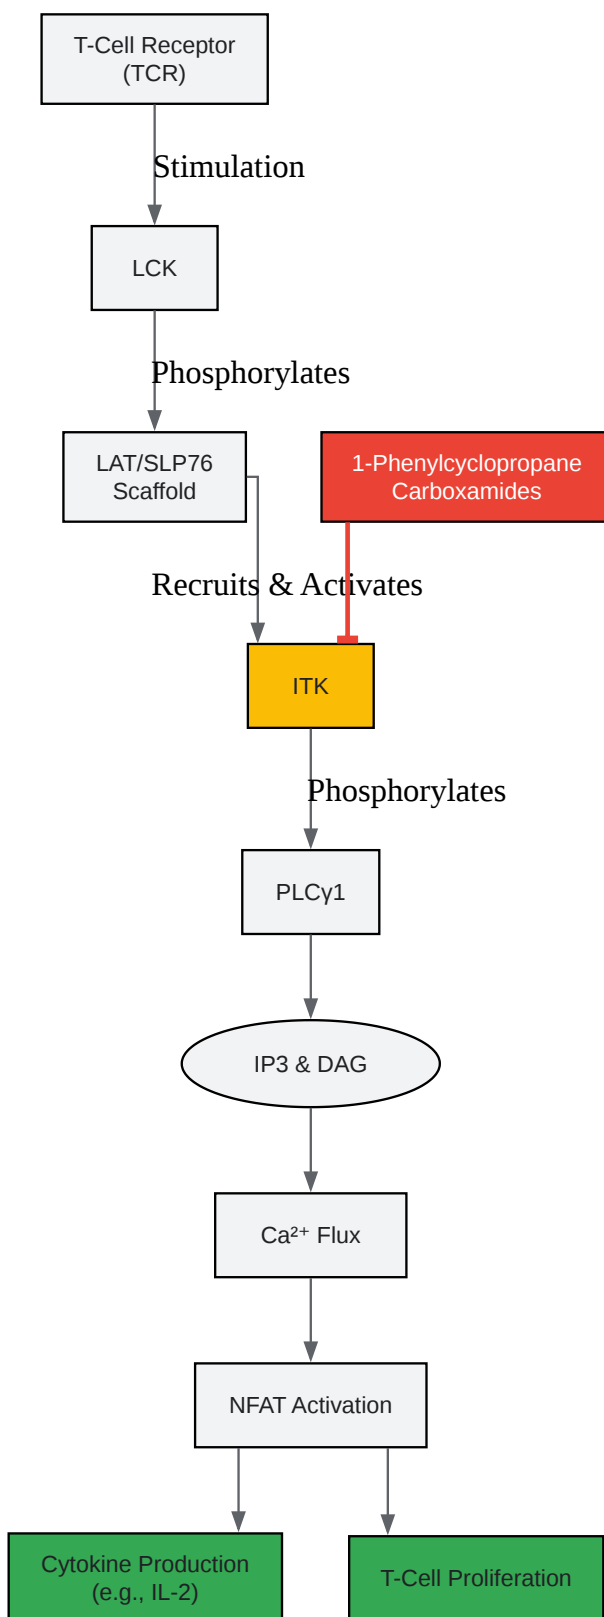 T-Cell Receptor
(TCR)
Stimulation
LCK
Phosphorylates
LAT/SLP76
Scaffold
1-Phenylcyclopropane
Carboxamides
Recruits & Activates
ITK
Phosphorylates
PLCγ1
IP3 & DAG
Ca²⁺ Flux
NFAT Activation
Cytokine Production
(e.g., IL-2)
T-Cell Proliferation